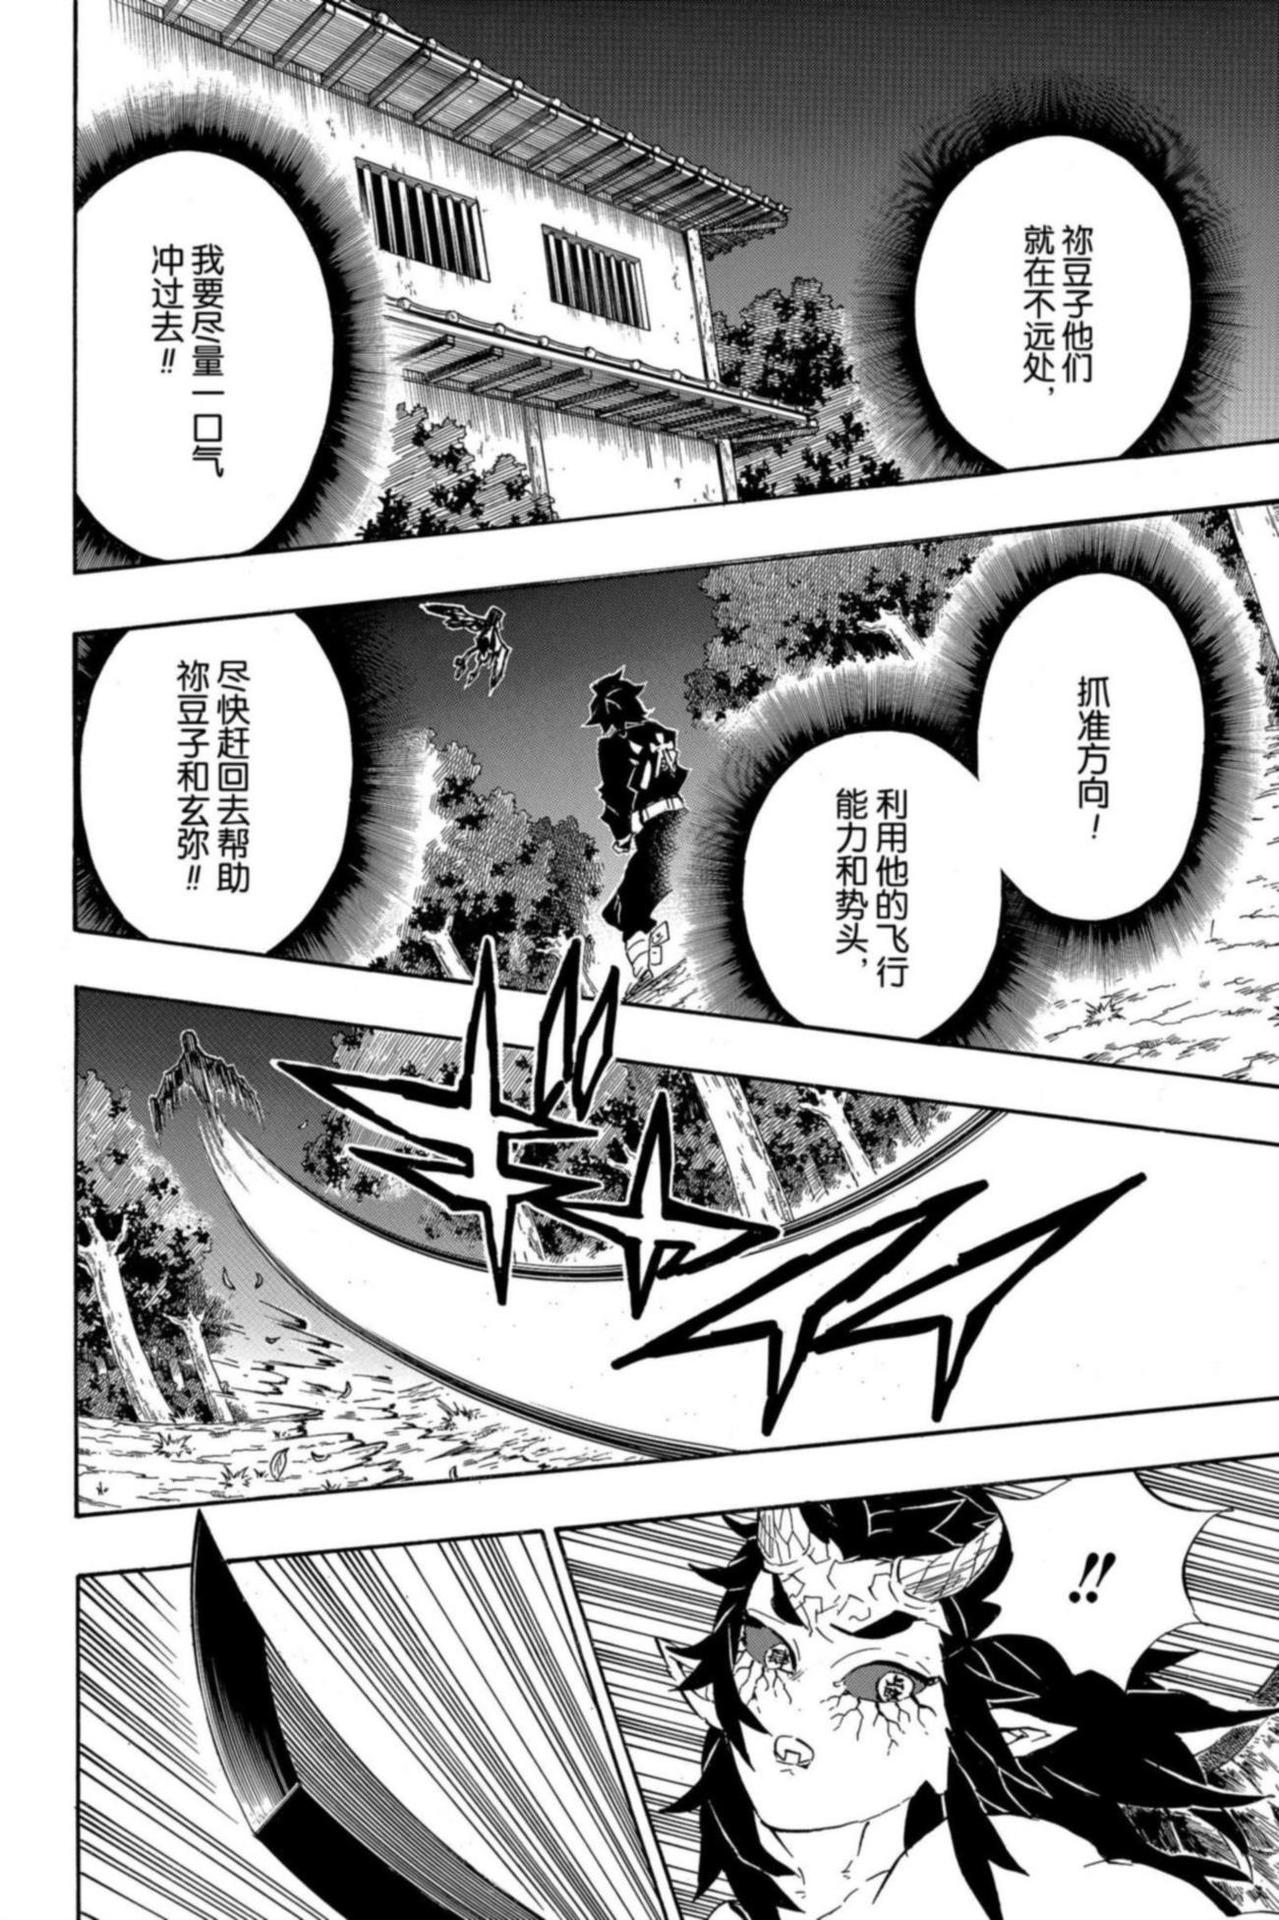 祢豆子他们
就在不远处，
我要尽量一口气
冲过去!!
抓准方向！
利用他的飞行
能力和势头，
尽快赶回去帮助
祢豆子和玄弥!!
!!